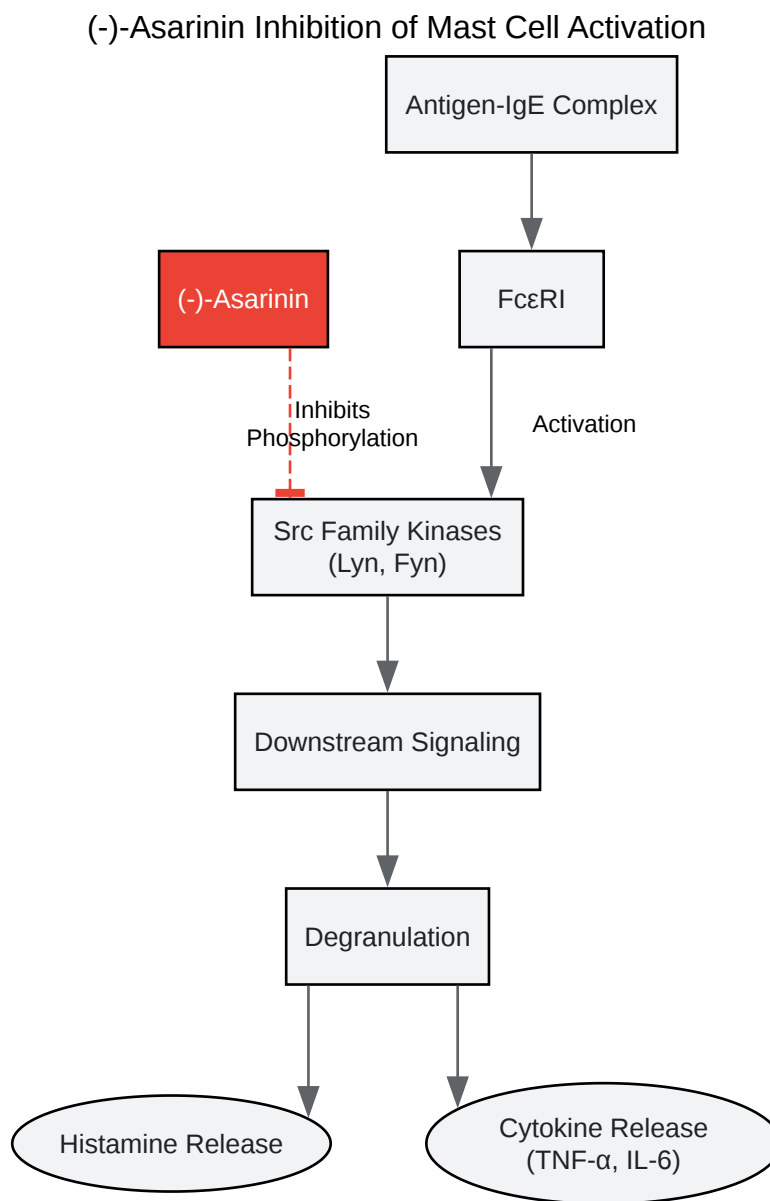 (-)-Asarinin Inhibition of Mast Cell Activation
Antigen-IgE Complex
(-)-Asarinin
FcεRI
Inhibits
Phosphorylation
Activation
Src Family Kinases
(Lyn, Fyn)
Downstream Signaling
Degranulation
Histamine Release
Cytokine Release
(TNF-α, IL-6)